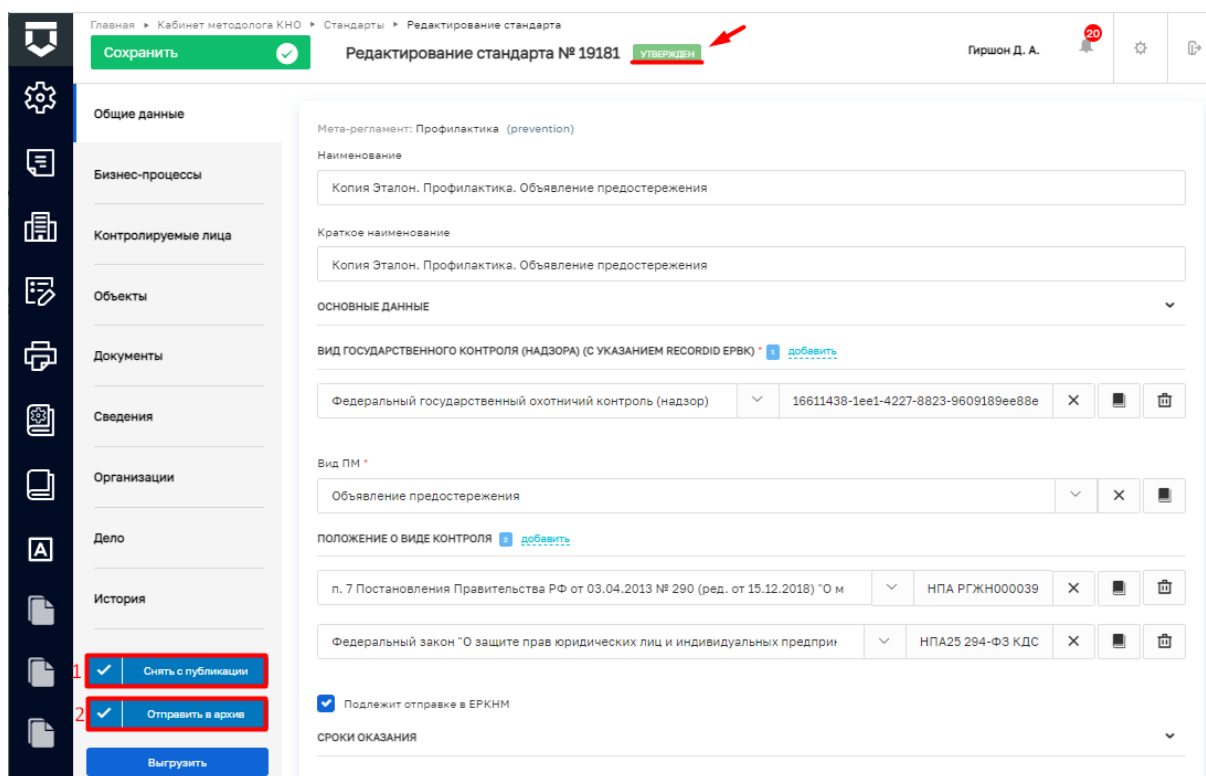 Главная ▸ Кабинет методолога КНО ▸ Стандарты ▸ Редактирование стандарта
Сохранить
Редактирование стандарта № 19181 УТВЕРЖДЕН
Гиршон Д. А.
20
Общие данные
Бизнес-процессы
Контролируемые лица
Объекты
Документы
Сведения
Организации
Дело
История
1 Снять с публикации
2 Отправить в архив
Выгрузить
Мета-регламент: Профилактика (prevention)
Наименование
Копия Эталон. Профилактика. Объявление предостережения
Краткое наименование
Копия Эталон. Профилактика. Объявление предостережения
ОСНОВНЫЕ ДАННЫЕ
ВИД ГОСУДАРСТВЕННОГО КОНТРОЛЯ (НАДЗОРА) (С УКАЗАНИЕМ RECORDID ЕРВК) * 1 добавить
Федеральный государственный охотничий контроль (надзор) 16611438-1ee1-4227-8823-9609189ee88e
Вид ПМ *
Объявление предостережения
ПОЛОЖЕНИЕ О ВИДЕ КОНТРОЛЯ 2 добавить
п. 7 Постановления Правительства РФ от 03.04.2013 № 290 (ред. от 15.12.2018) "О м НПА РГЖН000039
Федеральный закон "О защите прав юридических лиц и индивидуальных предприн НПА25 294-ФЗ КДС
Подлежит отправке в ЕРКНМ
СРОКИ ОКАЗАНИЯ
A